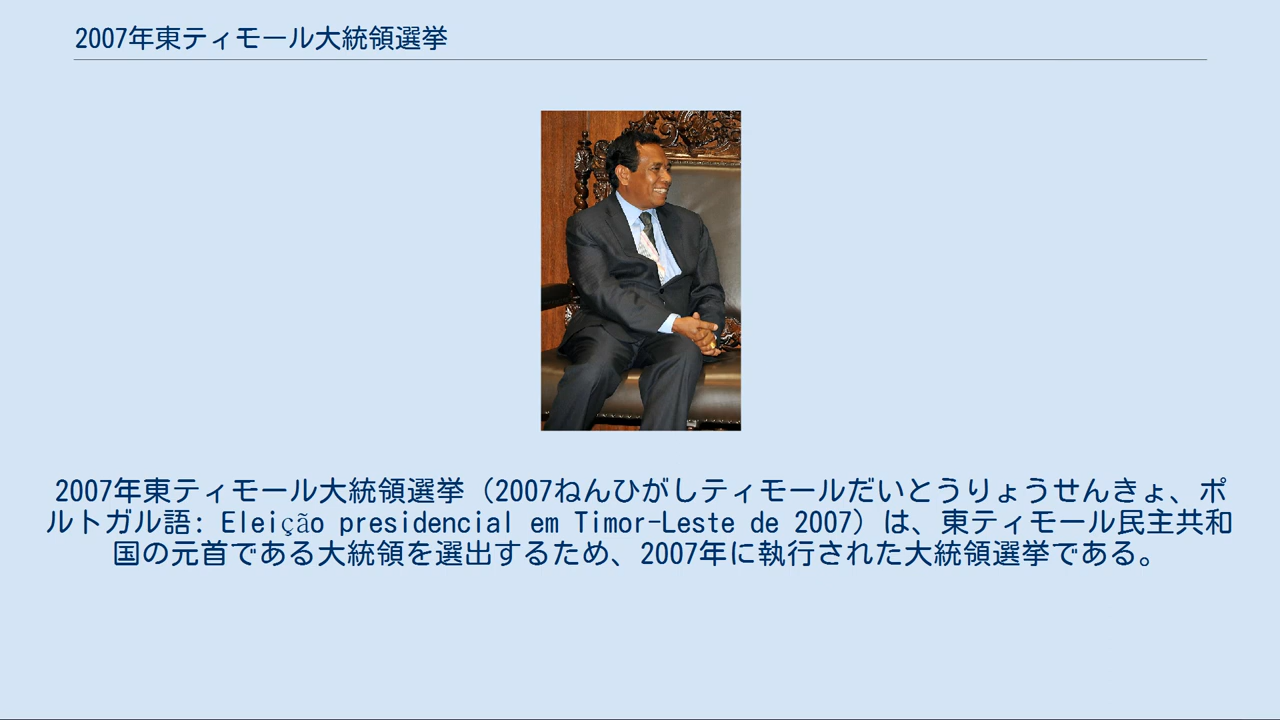 2007年東ティモール大統領選挙
2007年東ティモール大統領選挙（2007ねんひがしティモールだいとうりょうせんきょ、ポ
ルトガル語: Eleição presidencial em Timor-Leste de 2007）は、東ティモール民主共和
国の元首である大統領を選出するため、2007年に執行された大統領選挙である。